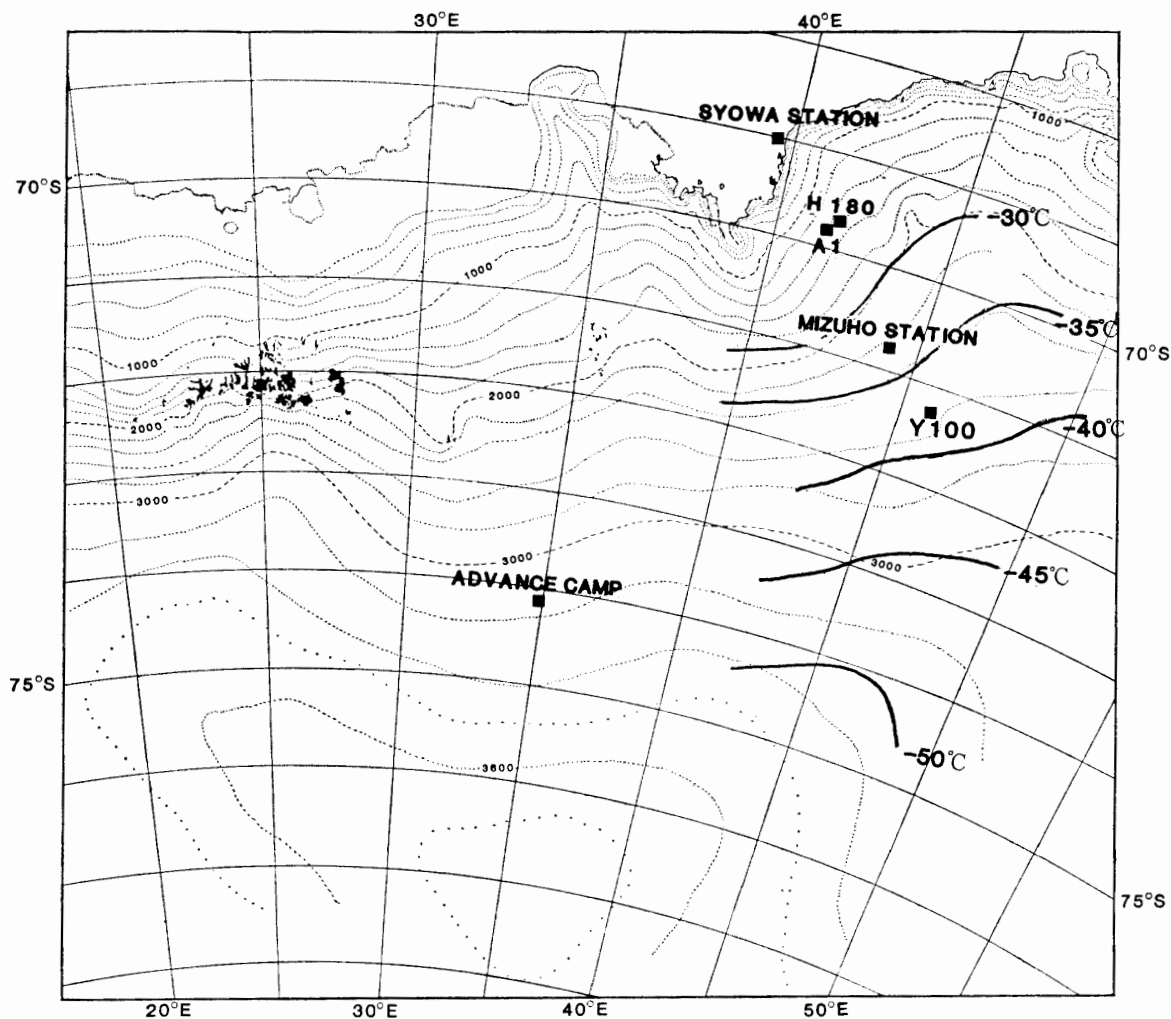 30°E
40°E
SYOWA STATION
1000
70°S
H 180
A1
-30℃
1000
-35℃
MIZUHO STATION
70°S
1000
2000
Y100
-40℃
2000
3000
3000
3000
-45℃
ADVANCE CAMP
75°S
-50℃
3600
75°S
20°E
30°E
40°E
50°E